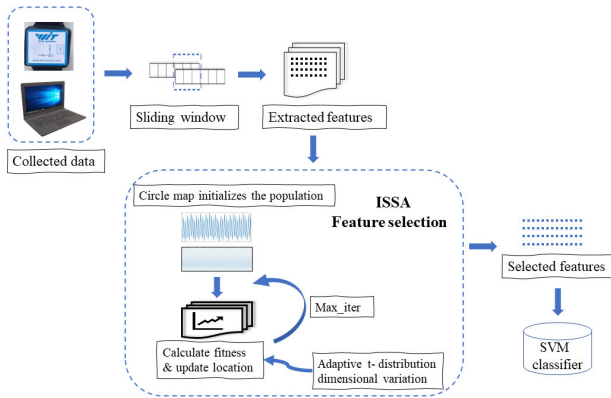 WIT
Collected data
Sliding window
Extracted features
Circle map initializes the population
ISSA
Feature selection
Max_iter
Calculate fitness
& update location
Adaptive t- distribution
dimensional variation
Selected features
SVM
classifier